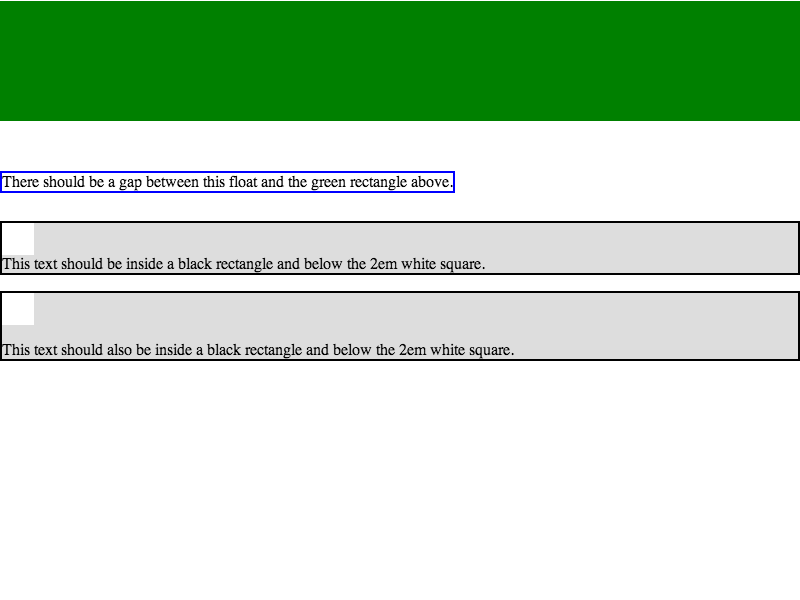 There should be a gap between this float and the green rectangle above.
This text should be inside a black rectangle and below the 2em white square.
This text should also be inside a black rectangle and below the 2em white square.